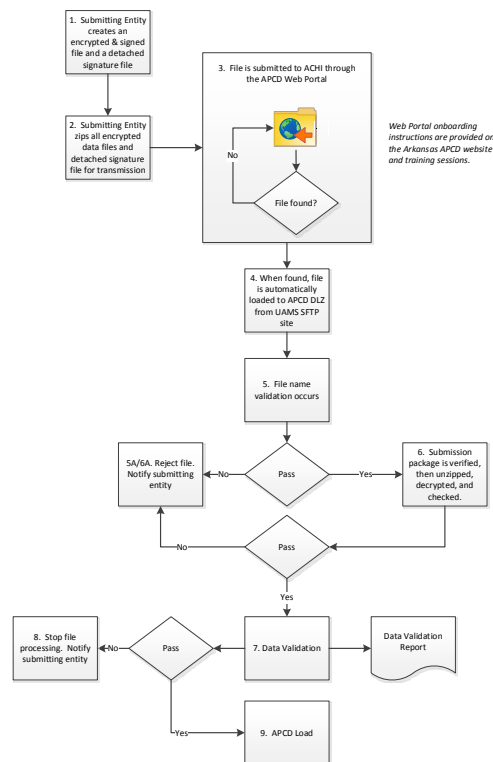 1. Submitting Entity
creates an
encrypted & signed
file and a detached
signature file
2. Submitting Entity
zips all encrypted
data files and
detached signature
file for transmission
3. File is submitted to ACHI through
the APCD Web Portal
No
File found?
Web Portal onboarding
instructions are provided on
the Arkansas APCD website
and training sessions.
4. When found, file
is automatically
loaded to APCD DLZ
from UAMS SFTP
site
5. File name
validation occurs
5A/6A. Reject file.
Notify submitting
entity
No
Pass
Yes
6. Submission
package is verified,
then unzipped,
decrypted, and
checked.
No
Pass
Yes
8. Stop file
processing. Notify
submitting entity
No
Pass
7. Data Validation
Data Validation
Report
Yes
9. APCD Load